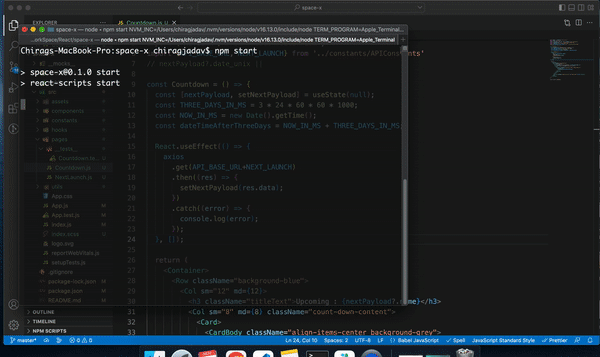 EXPLORER
Countdown.js U
space-x
space-x — node • npm start NVM_INC=/Users/chiragjadav/.nvm/versions/node/v16.13.0/include/node TERM_PROGRAM=Apple_Terminal
...orkSpace/React/space-x — node • npm start NVM_INC=/Users/chiragjadav/.nvm/versions/node/v16.13.0/include/node TERM_PROGRAM=Apple_Terminal
Chirags-MacBook-Pro:space-x chiragjadav$ npm start
> space-x@0.1.0 start
> react-scripts start
_LAUNCH} from '../constants/APIConstants'
// nextPayload?.date_unix ||
const Countdown = () => {
const [nextPayload, setNextPayload] = useState(null);
const THREE_DAYS_IN_MS = 3 * 24 * 60 * 60 * 1000;
const NOW_IN_MS = new Date().getTime();
const dateTimeAfterThreeDays = NOW_IN_MS + THREE_DAYS_IN_MS
React.useEffect(() => {
axios
.get(API_BASE_URL+NEXT_LAUNCH)
.then((res) => {
setNextPayload(res.data);
})
.catch((error) => {
console.log(error);
});
}, []);
return (
<Container>
<Row className="background-blue">
<Col sm="12" md={12}>
<h3 className="titleText">Upcoming : {nextPayload?.name}</h3>
<Col sm="8" md={8} className="count-down-content">
<Card>
<CardBody className="align-items-center background-grey">
src
assets
components
constants
hooks
pages
__tests__
Countdown.te...
Countdown.js U
NextLaunch.js U
utils
App.css
App.js
App.test.js
index.js
index.scss
logo.svg
reportWebVitals.js
setupTests.js
.gitignore
package-lock.json
package.json
README.md
OUTLINE
TIMELINE
NPM SCRIPTS
master*
Ln 24, Col 10 Spaces: 2 UTF-8 LF Babel JavaScript Spell JavaScript Standard Style Prettier